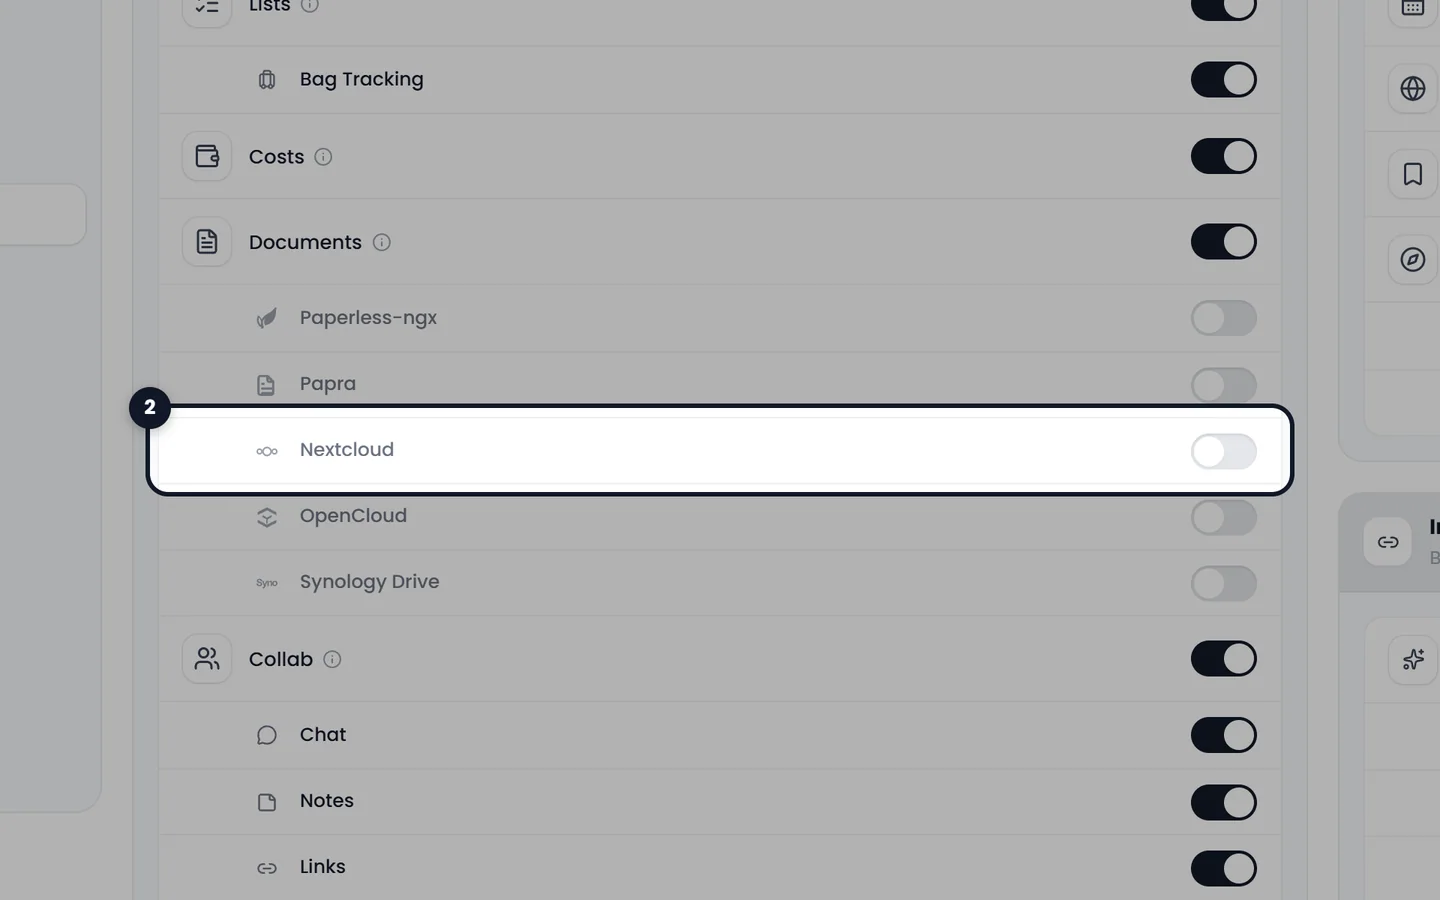 Lists
Bag Tracking
Costs
Documents
Paperless-ngx
Papra
2
Nextcloud
OpenCloud
Syno Synology Drive
Collab
Chat
Notes
Links